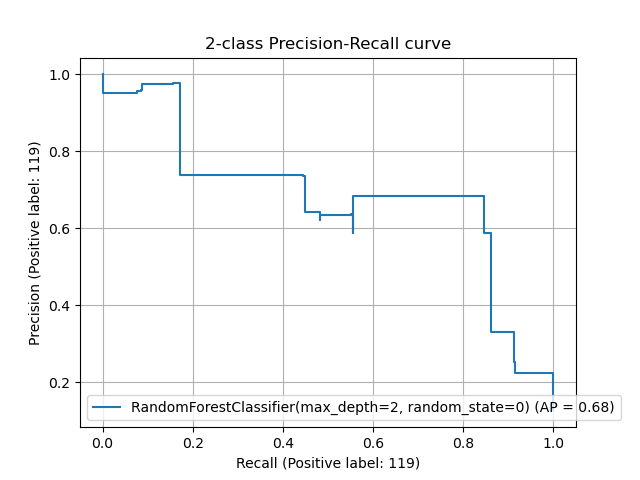 2-class Precision-Recall curve
1.0
0.8
0.6
0.4
0.2
Precision (Positive label: 119)
RandomForestClassifier(max_depth=2, random_state=0) (AP = 0.68)
0.0 0.2 0.4 0.6 0.8 1.0
Recall (Positive label: 119)